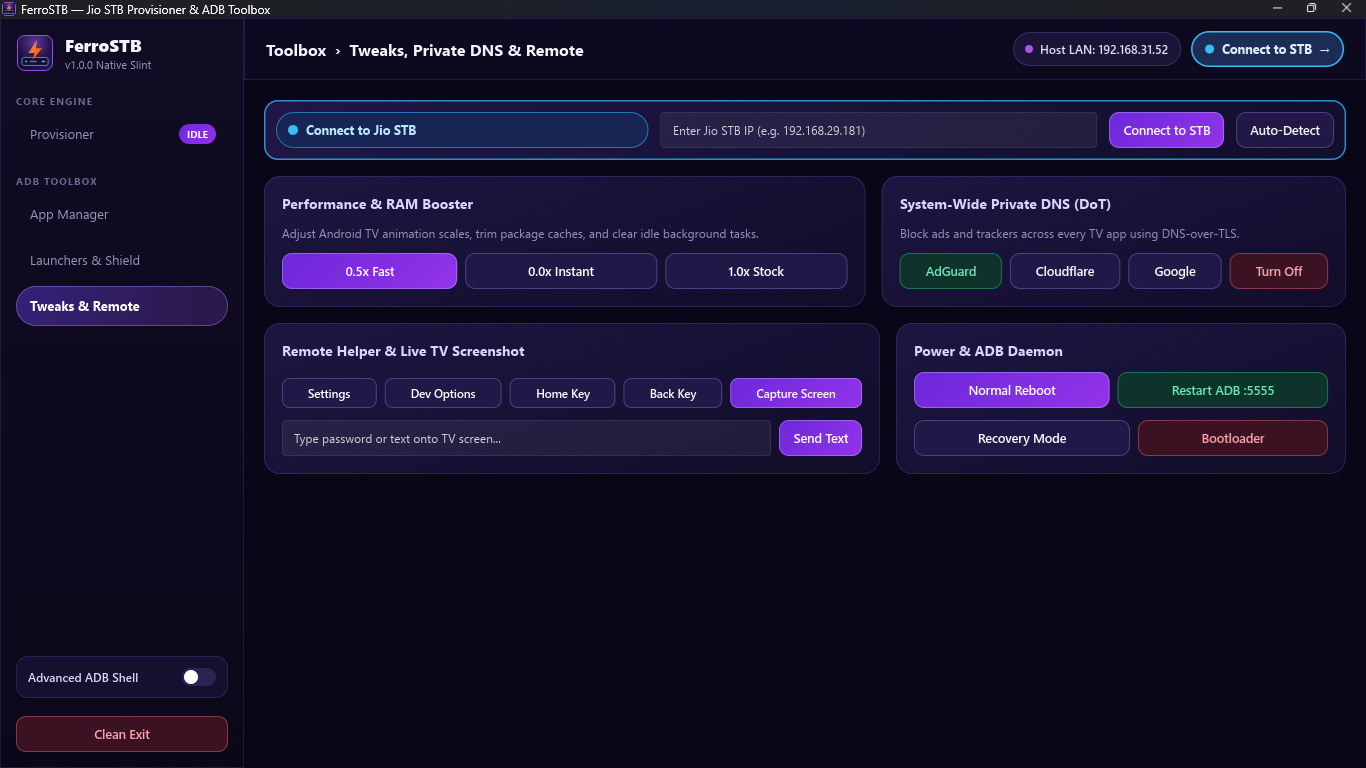 FerroSTB — Jio STB Provisioner & ADB Toolbox
FerroSTB
v1.0.0 Native Slint
CORE ENGINE
Provisioner
IDLE
ADB TOOLBOX
App Manager
Launchers & Shield
Tweaks & Remote
Advanced ADB Shell
Clean Exit
Toolbox › Tweaks, Private DNS & Remote
Host LAN: 192.168.31.52
Connect to STB →
Connect to Jio STB
Enter Jio STB IP (e.g. 192.168.29.181)
Connect to STB
Auto-Detect
Performance & RAM Booster
Adjust Android TV animation scales, trim package caches, and clear idle background tasks.
0.5x Fast
0.0x Instant
1.0x Stock
System-Wide Private DNS (DoT)
Block ads and trackers across every TV app using DNS-over-TLS.
AdGuard
Cloudflare
Google
Turn Off
Remote Helper & Live TV Screenshot
Settings
Dev Options
Home Key
Back Key
Capture Screen
Type password or text onto TV screen...
Send Text
Power & ADB Daemon
Normal Reboot
Restart ADB :5555
Recovery Mode
Bootloader